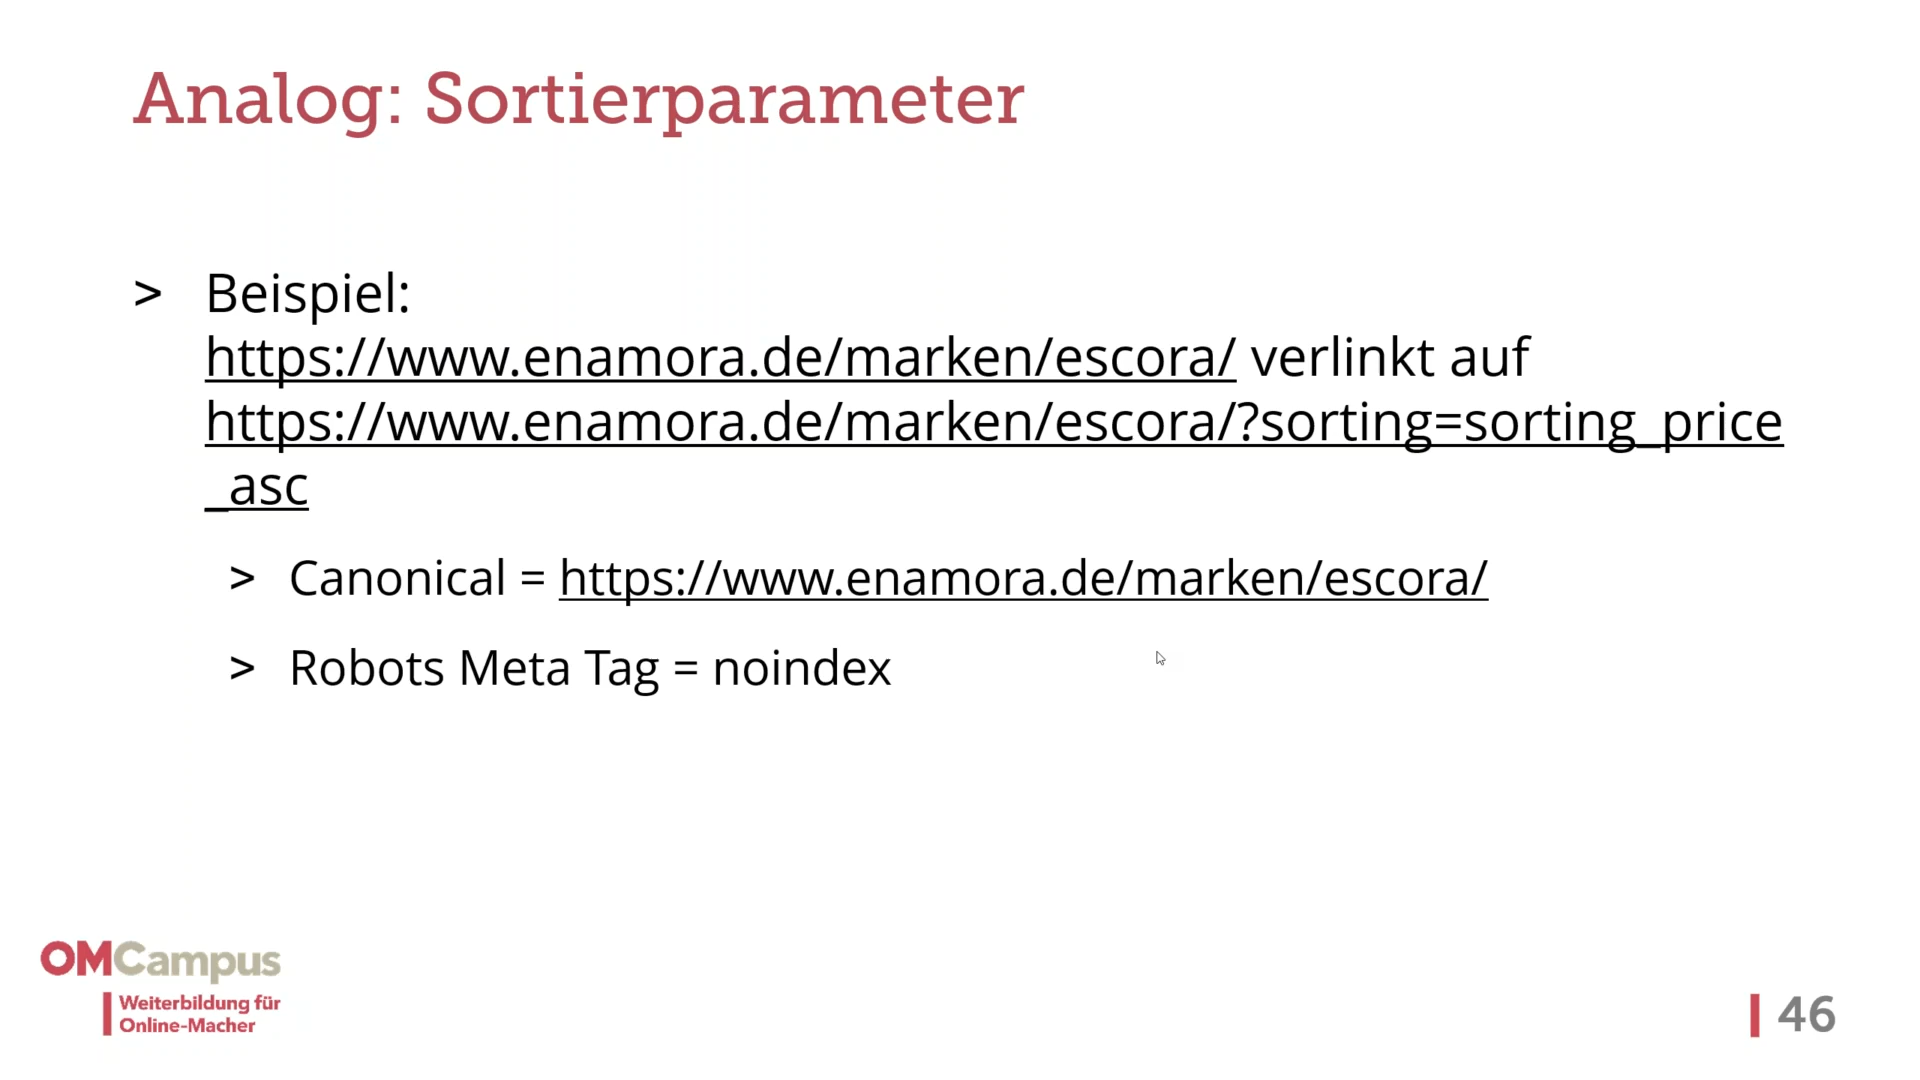 Analog: Sortierparameter
> Beispiel:
https://www.enamora.de/marken/escora/ verlinkt auf
https://www.enamora.de/marken/escora/?sorting=sorting_price
_asc
> Canonical = https://www.enamora.de/marken/escora/
> Robots Meta Tag = noindex
OMCampus
Weiterbildung für
Online-Macher
46